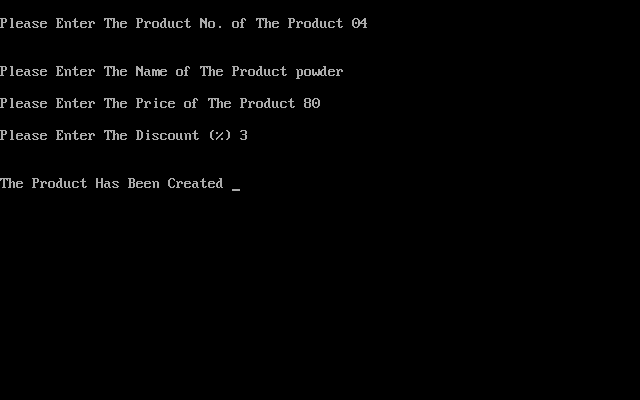 Please Enter The Product No. of The Product 04
Please Enter The Name of The Product powder
Please Enter The Price of The Product 80
Please Enter The Discount (%) 3
The Product Has Been Created _